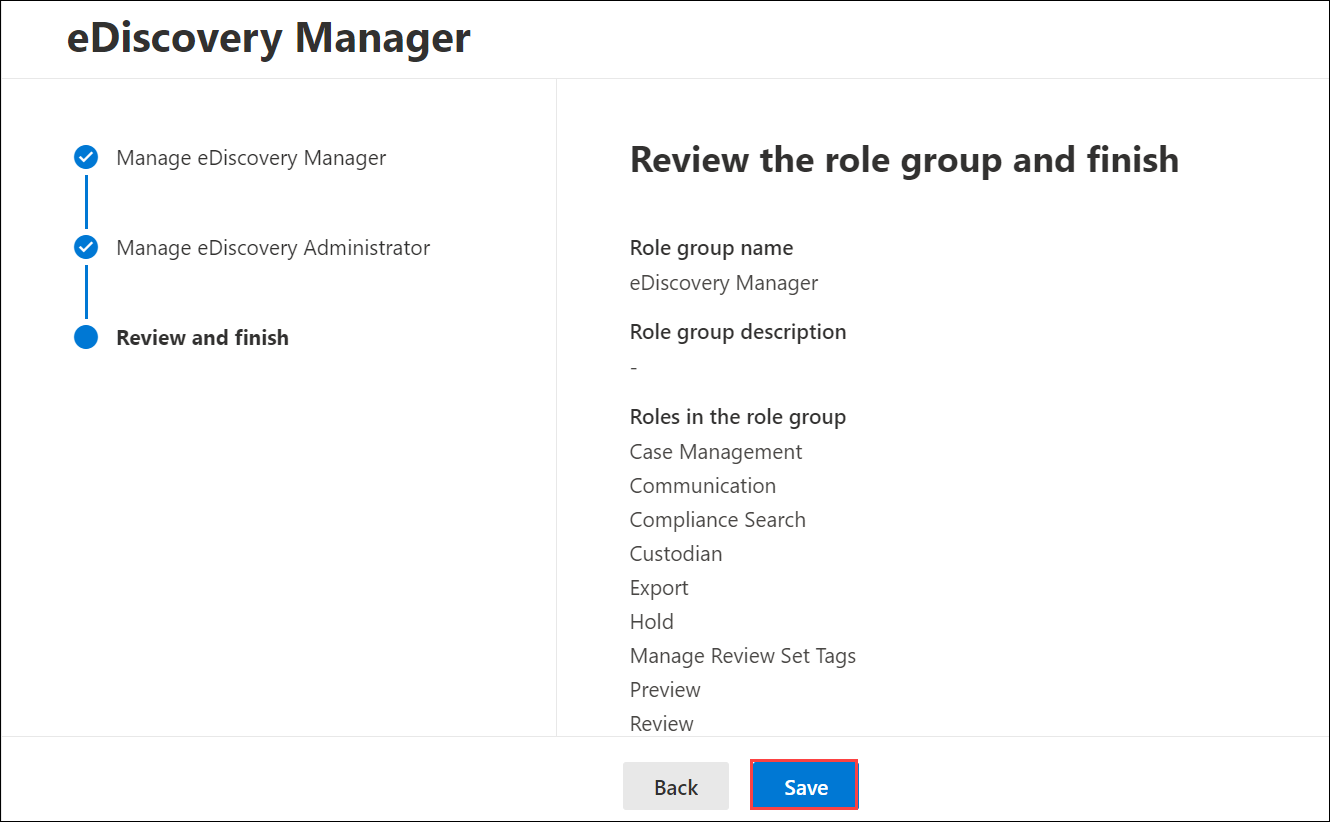 eDiscovery Manager
Manage eDiscovery Manager
Manage eDiscovery Administrator
Review and finish
Review the role group and finish
Role group name
eDiscovery Manager
Role group description
-
Roles in the role group
Case Management
Communication
Compliance Search
Custodian
Export
Hold
Manage Review Set Tags
Preview
Review
Back
Save